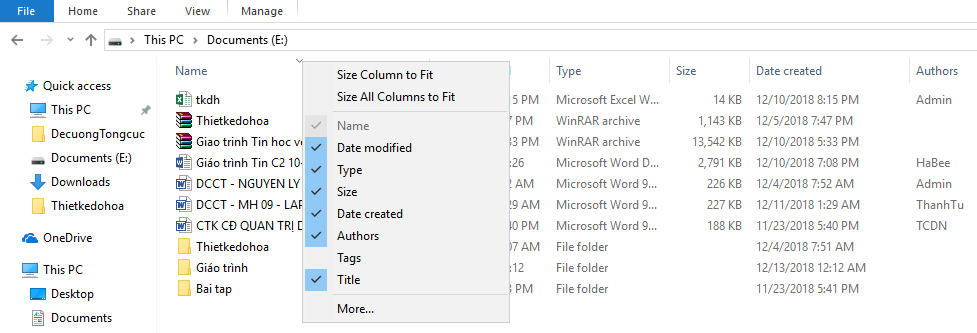 File Home Share View Manage
This PC > Documents (E:)
Name Type Size Date created Authors
Quick access
This PC
DecuongTongcuc
Documents (E:)
Downloads
Thietkedohoa
OneDrive
This PC
Desktop
Documents
Size Column to Fit
Size All Columns to Fit
Name
Date modified
Type
Size
Date created
Authors
Tags
Title
More...
tkdh 5 PM Microsoft Excel W... 14 KB 12/10/2018 8:15 PM Admin
Thietkedohoa 7 PM WinRAR archive 1,143 KB 12/5/2018 7:47 PM
Giao trinh Tin hoc v 33 PM WinRAR archive 13,542 KB 12/10/2018 5:33 PM
Giáo trình Tin C2 10- :26 Microsoft Word D... 2,791 KB 12/10/2018 7:08 PM HaBee
DCCT - NGUYEN LY 2 AM Microsoft Word 9... 226 KB 12/4/2018 7:52 AM Admin
DCCT - MH 09 - LAP 29 AM Microsoft Word 9... 227 KB 12/11/2018 1:29 AM ThanhTu
CTK CĐ QUẢN TRỊ D 40 PM Microsoft Word 9... 188 KB 11/23/2018 5:40 PM TCDN
Thietkedohoa 07 AM File folder 12/4/2018 7:51 AM
Giáo trình :12 File folder 12/13/2018 12:12 AM
Bai tap 2 PM File folder 11/23/2018 5:41 PM